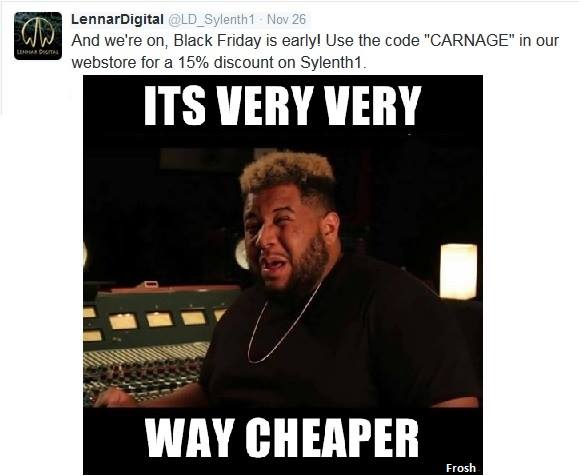 LennarDigital @LD_Sylenth1 · Nov 26
And we're on, Black Friday is early! Use the code "CARNAGE" in our
webstore for a 15% discount on Sylenth1.
LENNAR DIGITAL
ITS VERY VERY
WAY CHEAPER
Frosh